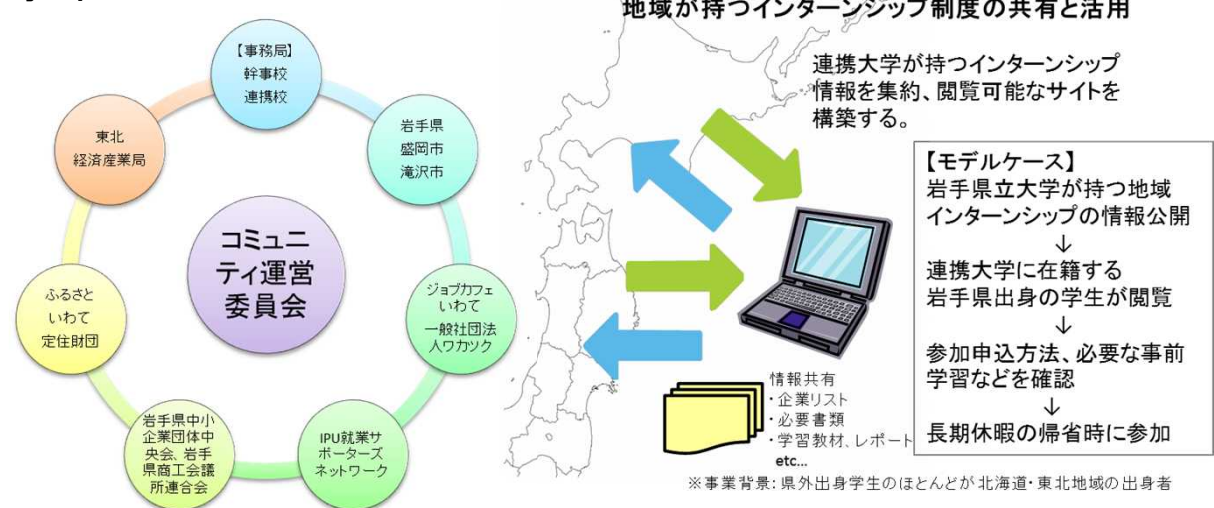 地域が持つインターンシップ制度の共有と活用
【事務局】
幹事校
連携校
岩手県
盛岡市
滝沢市
ジョブカフェ
いわて
一般社団法
人ワカツク
IPU就業サ
ポーターズ
ネットワーク
岩手県中小
企業団体中
央会、岩手
県商工会議
所連合会
ふるさと
いわて
定住財団
東北
経済産業局
コミュニ
ティ運営
委員会
連携大学が持つインターンシップ
情報を集約、閲覧可能なサイトを
構築する。
【モデルケース】
岩手県立大学が持つ地域
インターンシップの情報公開
↓
連携大学に在籍する
岩手県出身の学生が閲覧
↓
参加申込方法、必要な事前
学習などを確認
↓
長期休暇の帰省時に参加
情報共有
・企業リスト
・必要書類
・学習教材、レポート
etc...
※事業背景：県外出身学生のほとんどが北海道・東北地域の出身者